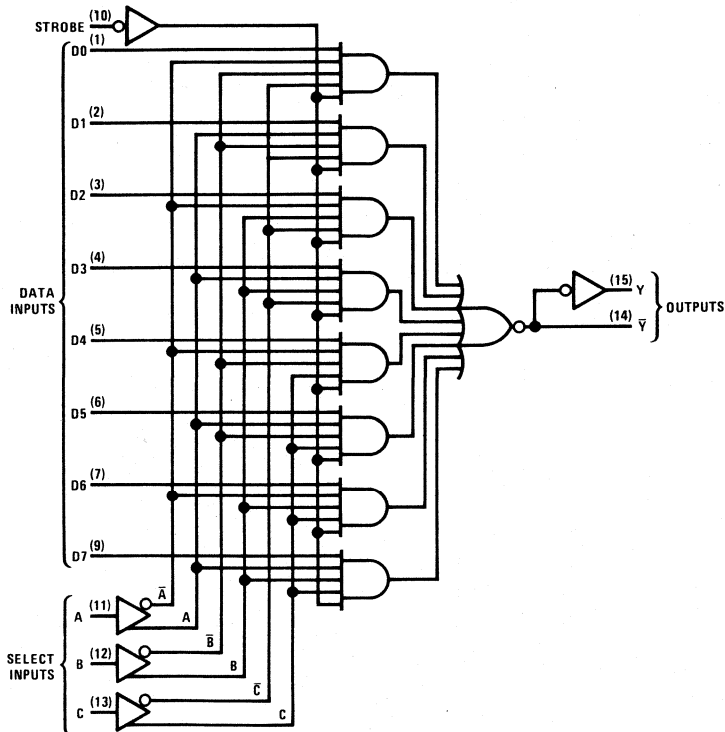 STROBE (10)
D0 (1)
D1 (2)
D2 (3)
D3 (4)
DATA
INPUTS
D4 (5)
D5 (6)
D6 (7)
D7 (9)
(15) Y
OUTPUTS
(14) Y̅
A̅
A (11)
A
B̅
SELECT
INPUTS
B (12)
B
C̅
C (13)
C